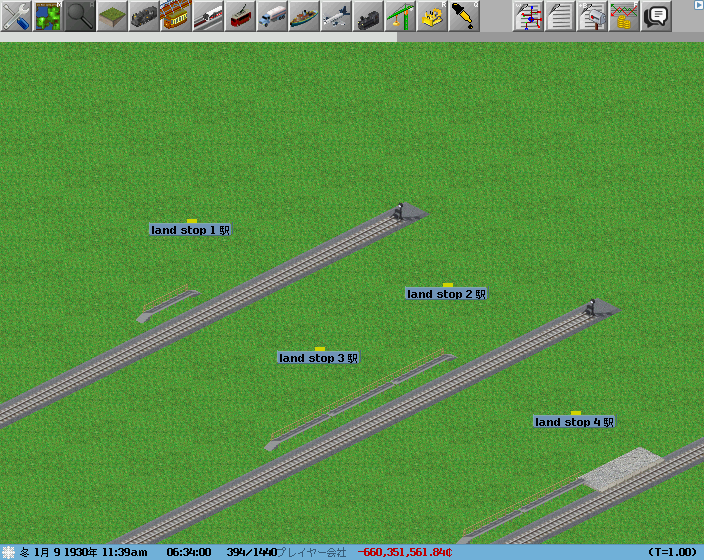 land stop 1 駅
land stop 2 駅
land stop 3 駅
land stop 4 駅
冬 1月 9 1930年 11:39am 06:34:00 394/1440 プレイヤー会社 -660,351,561.84¢ (T=1.00)